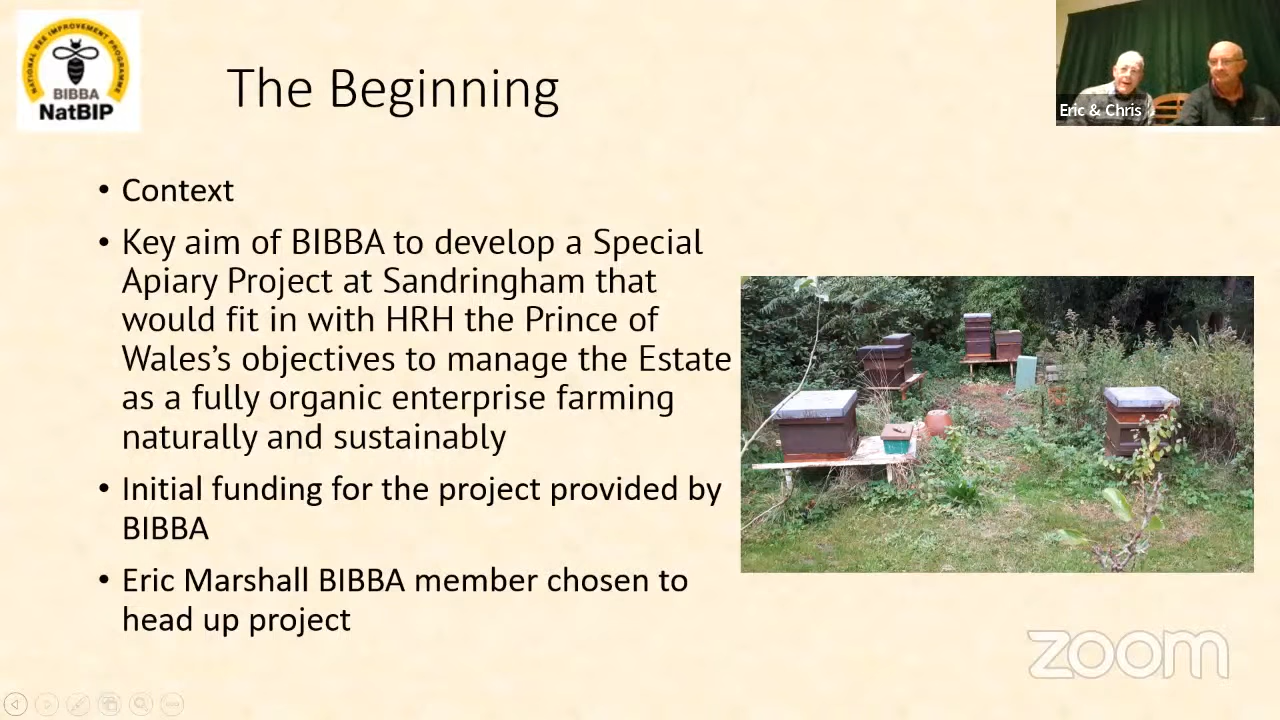 NATIONAL BEE IMPROVEMENT PROGRAMME
BIBBA
NatBIP
The Beginning
Eric & Chris
• Context
• Key aim of BIBBA to develop a Special
Apiary Project at Sandringham that
would fit in with HRH the Prince of
Wales’s objectives to manage the Estate
as a fully organic enterprise farming
naturally and sustainably
• Initial funding for the project provided by
BIBBA
• Eric Marshall BIBBA member chosen to
head up project
zoom